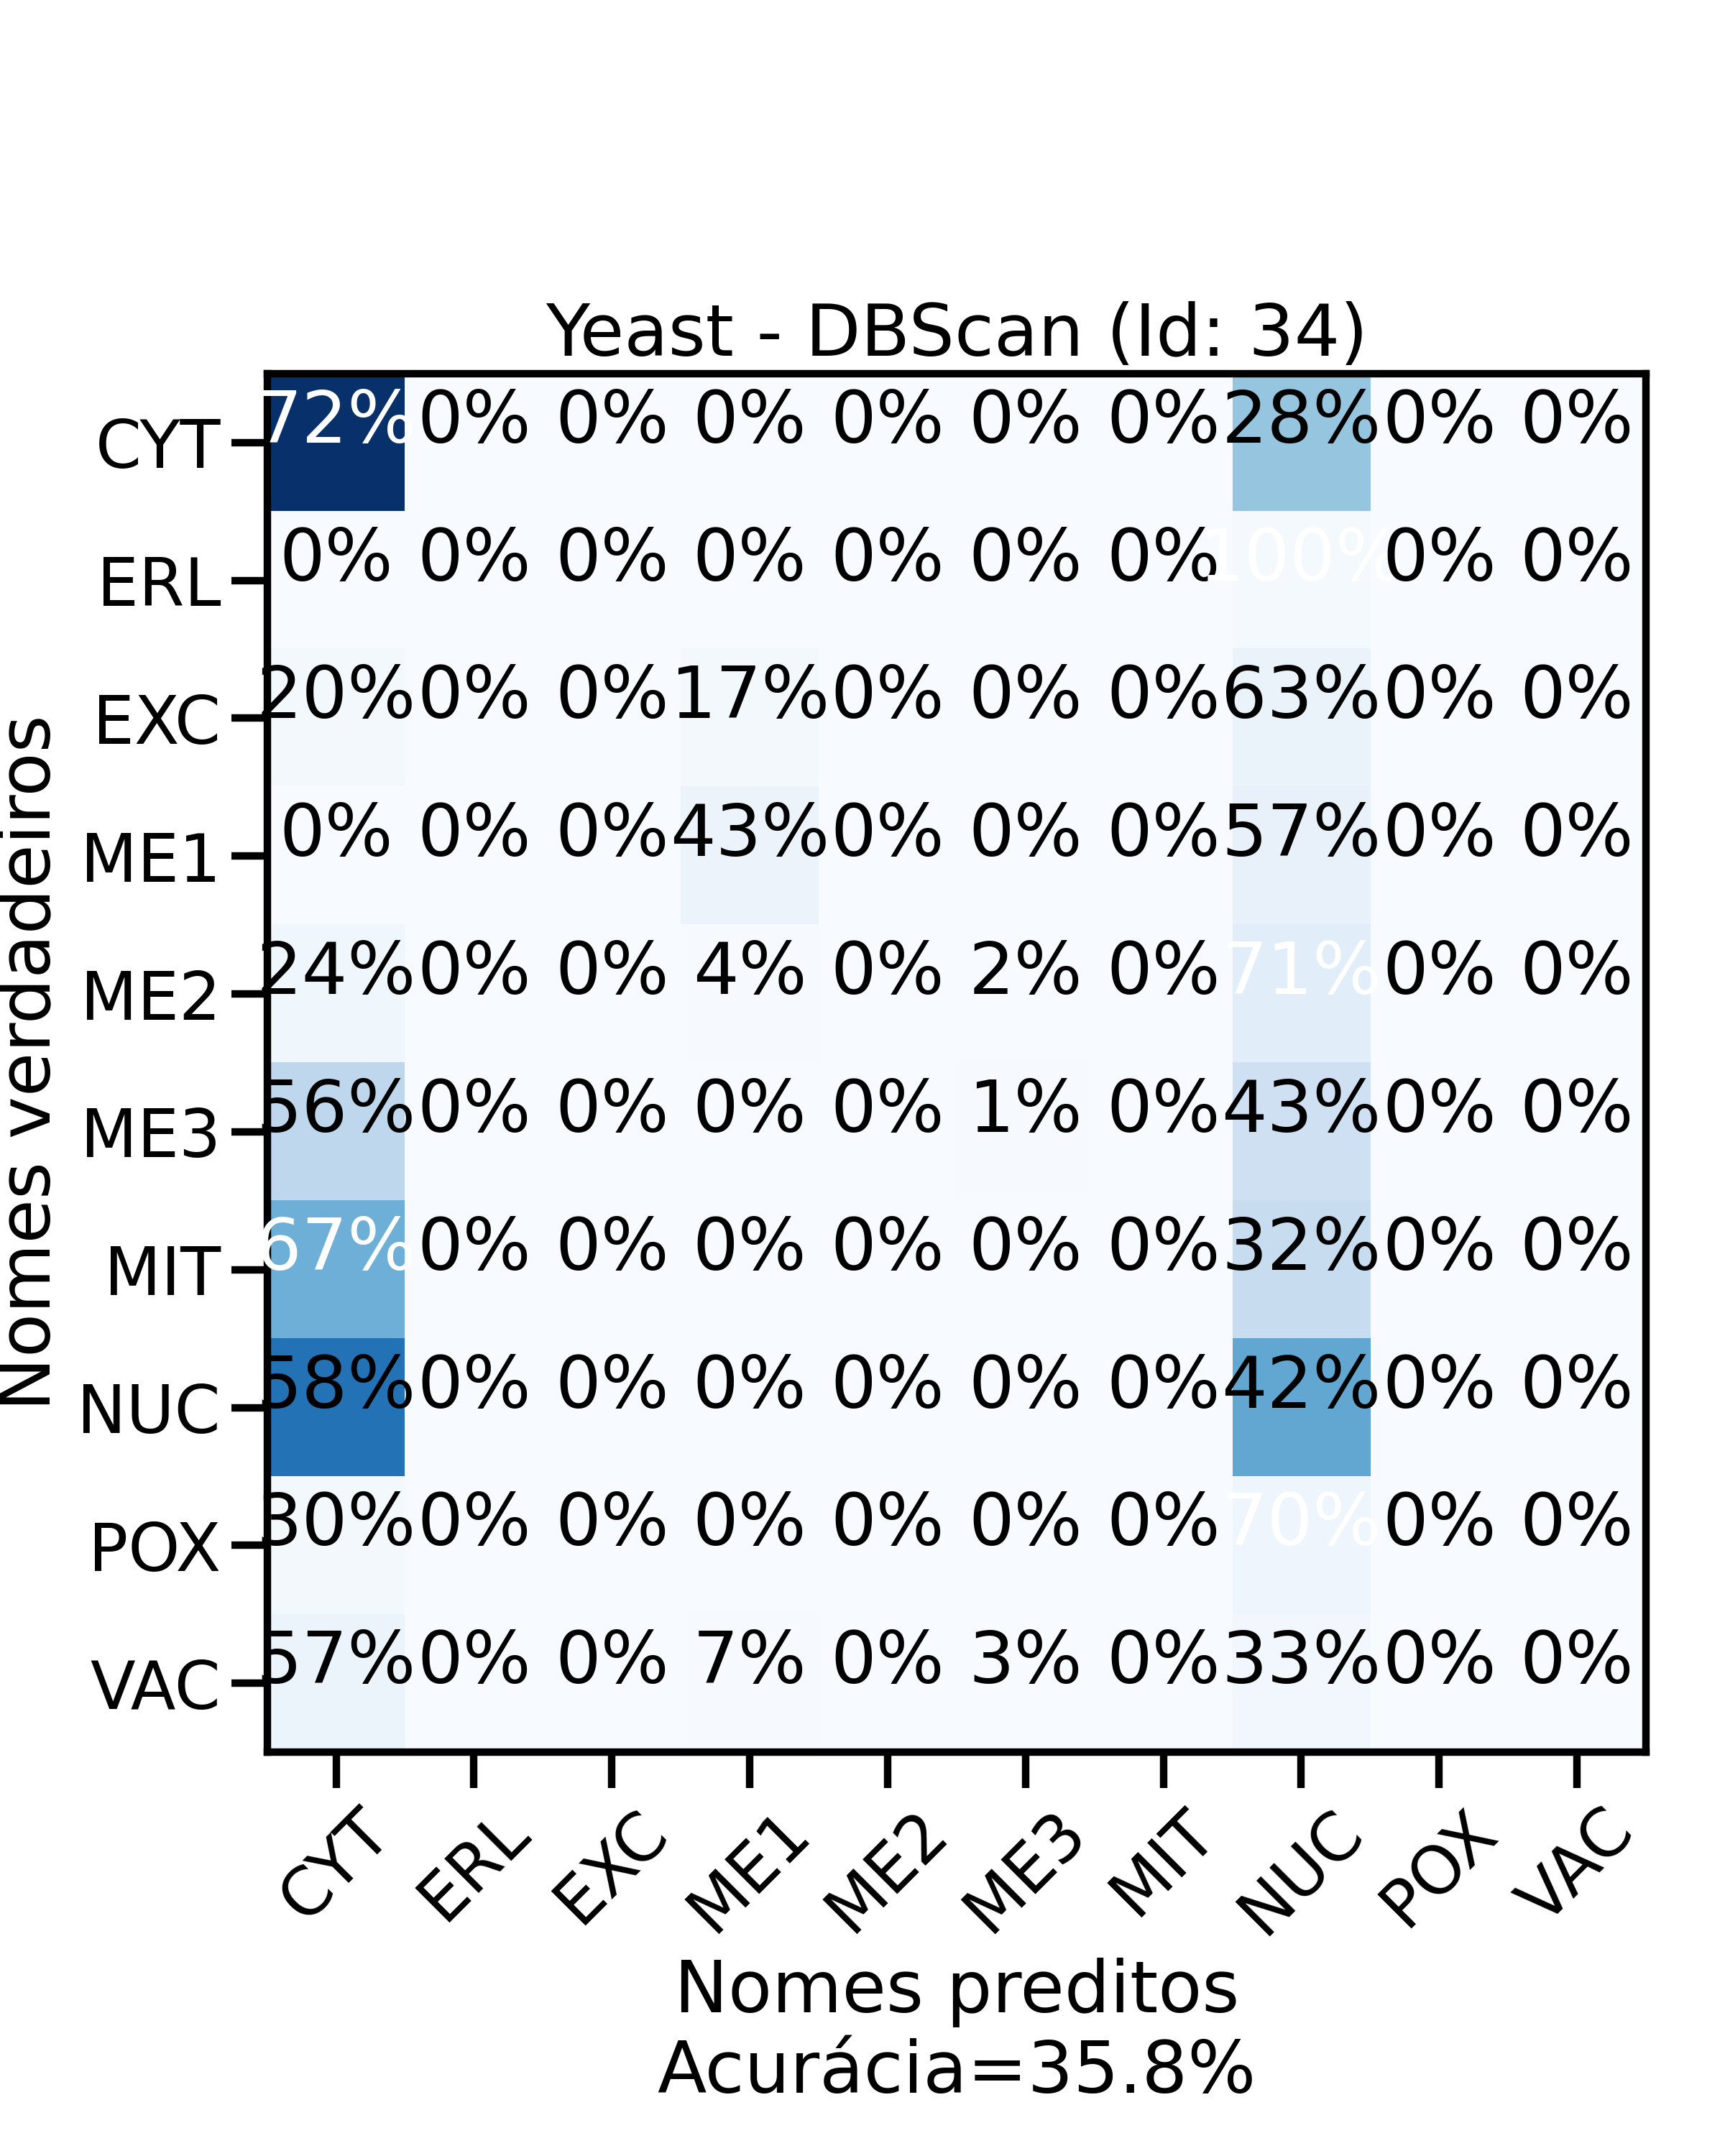 Yeast - DBScan (Id: 34)
Nomes verdadeiros
CYT 72% 0% 0% 0% 0% 0% 0% 28% 0% 0%
ERL 0% 0% 0% 0% 0% 0% 0% 100% 0% 0%
EXC 20% 0% 0% 17% 0% 0% 0% 63% 0% 0%
ME1 0% 0% 0% 43% 0% 0% 0% 57% 0% 0%
ME2 24% 0% 0% 4% 0% 2% 0% 71% 0% 0%
ME3 56% 0% 0% 0% 0% 1% 0% 43% 0% 0%
MIT 67% 0% 0% 0% 0% 0% 0% 32% 0% 0%
NUC 58% 0% 0% 0% 0% 0% 0% 42% 0% 0%
POX 30% 0% 0% 0% 0% 0% 0% 70% 0% 0%
VAC 57% 0% 0% 7% 0% 3% 0% 33% 0% 0%
CYT ERL EXC ME1 ME2 ME3 MIT NUC POX VAC
Nomes preditos
Acurácia=35.8%